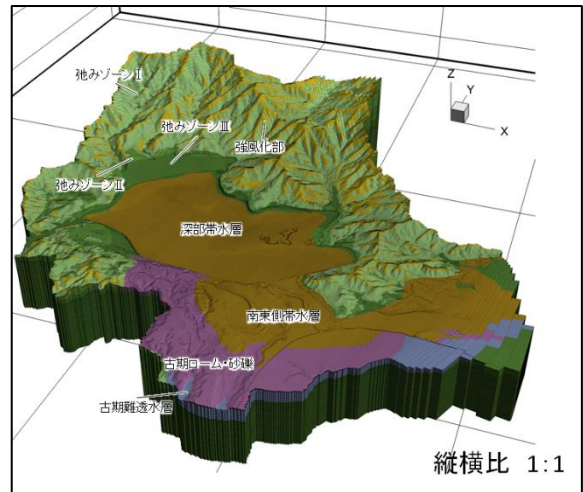 弛みゾーンⅠ
弛みゾーンⅢ
強風化部
弛みゾーンⅡ
深部帯水層
南東側帯水層
古期ローム・砂礫
古期難透水層
Z
Y
X
縦横比 1:1